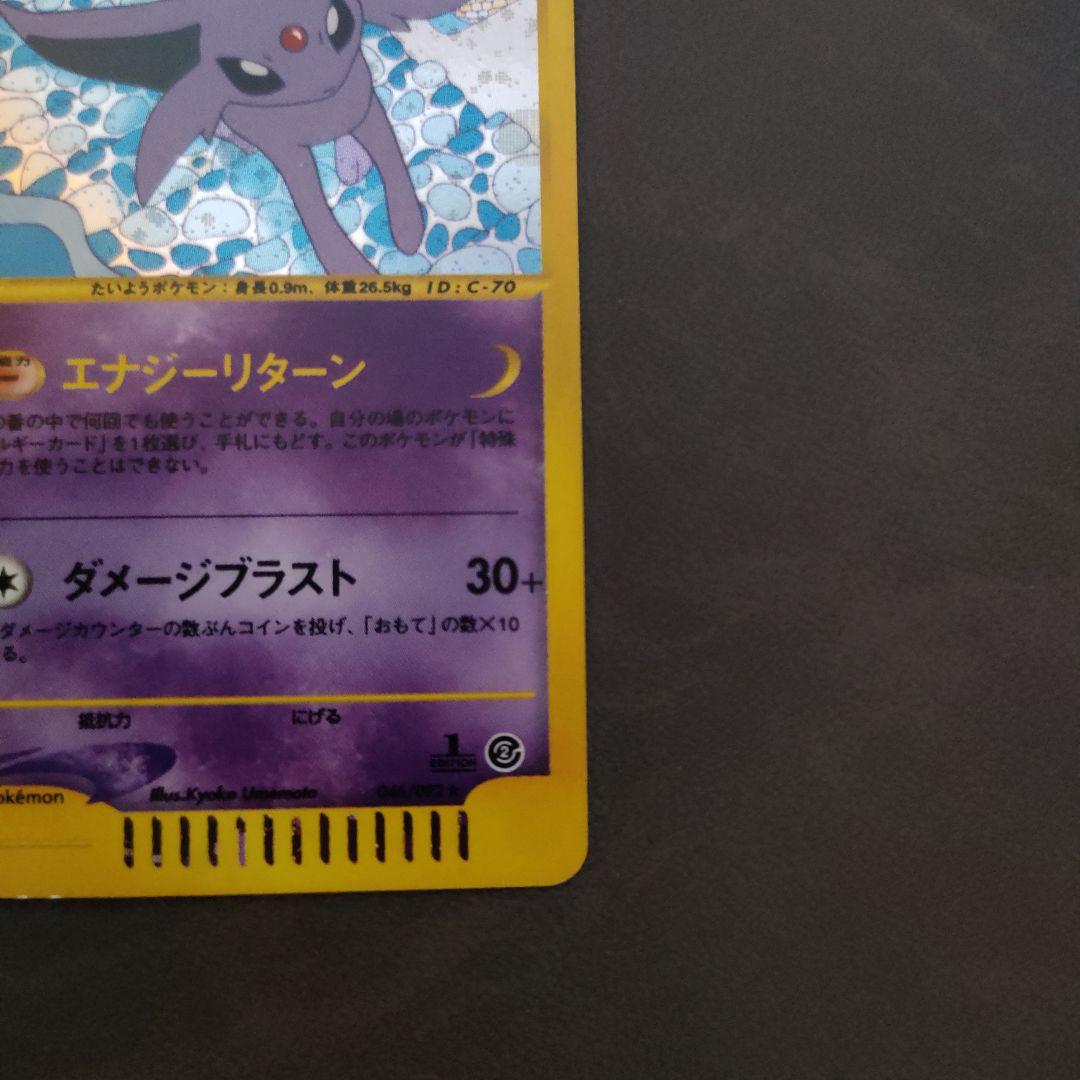 たいようポケモン：身長0.9m、体重26.5kg ID：C-70
エナジーリターン
の番の中で何回でも使うことができる。自分の場のポケモンに
ルギーカード」を1枚選び、手札にもどす。このポケモンが「特殊
力を使うことはできない。
ダメージブラスト 30+
ダメージカウンターの数ぶんコインを投げ、「おもて」の数×10
る。
抵抗力 にげる
1 EDITION 2
okémon Illus.Kyoko Umemoto 046/092 ★